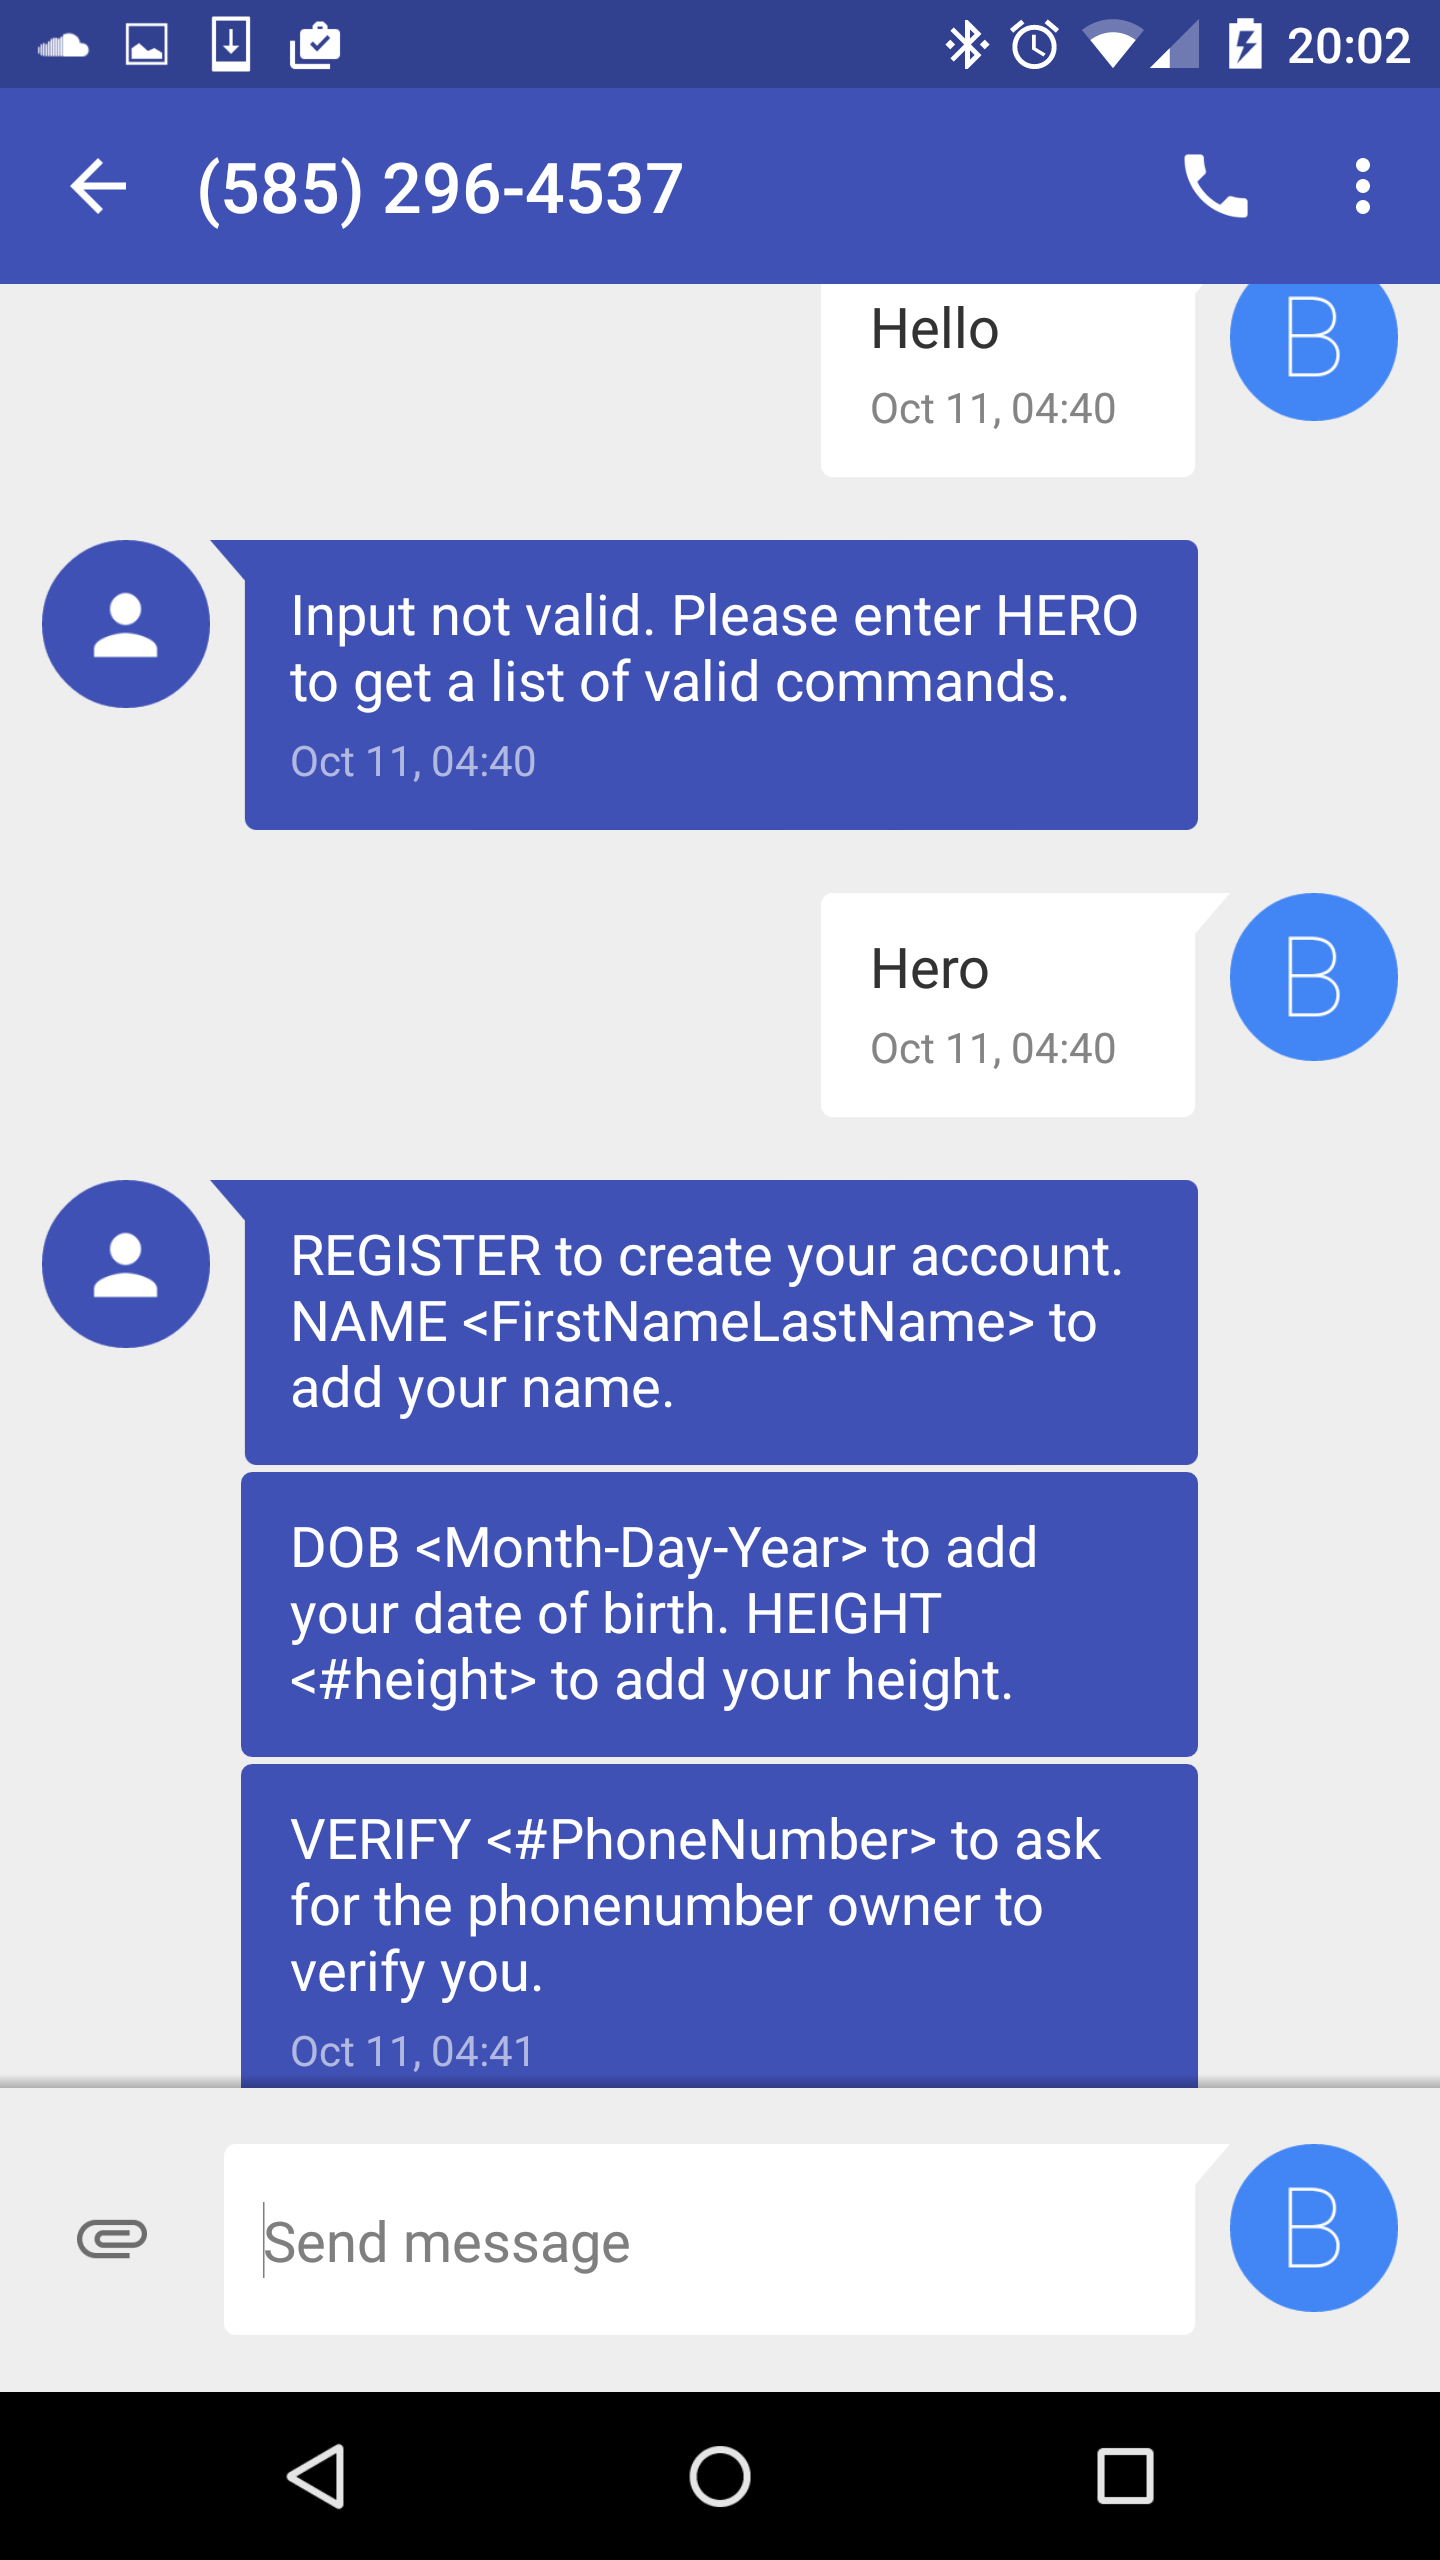 20:02
(585) 296-4537
Hello
B
Oct 11, 04:40
Input not valid. Please enter HERO
to get a list of valid commands.
Oct 11, 04:40
Hero
B
Oct 11, 04:40
REGISTER to create your account.
NAME <FirstNameLastName> to
add your name.
DOB <Month-Day-Year> to add
your date of birth. HEIGHT
<#height> to add your height.
VERIFY <#PhoneNumber> to ask
for the phonenumber owner to
verify you.
Oct 11, 04:41
Send message
B